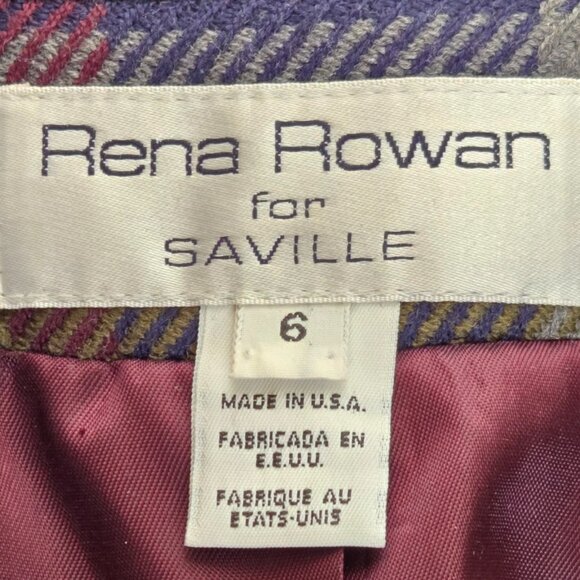 Rena Rowan
for
SAVILLE
6
MADE IN U.S.A.
FABRICADA EN
E.E.U.U.
FABRIQUE AU
ETATS-UNIS